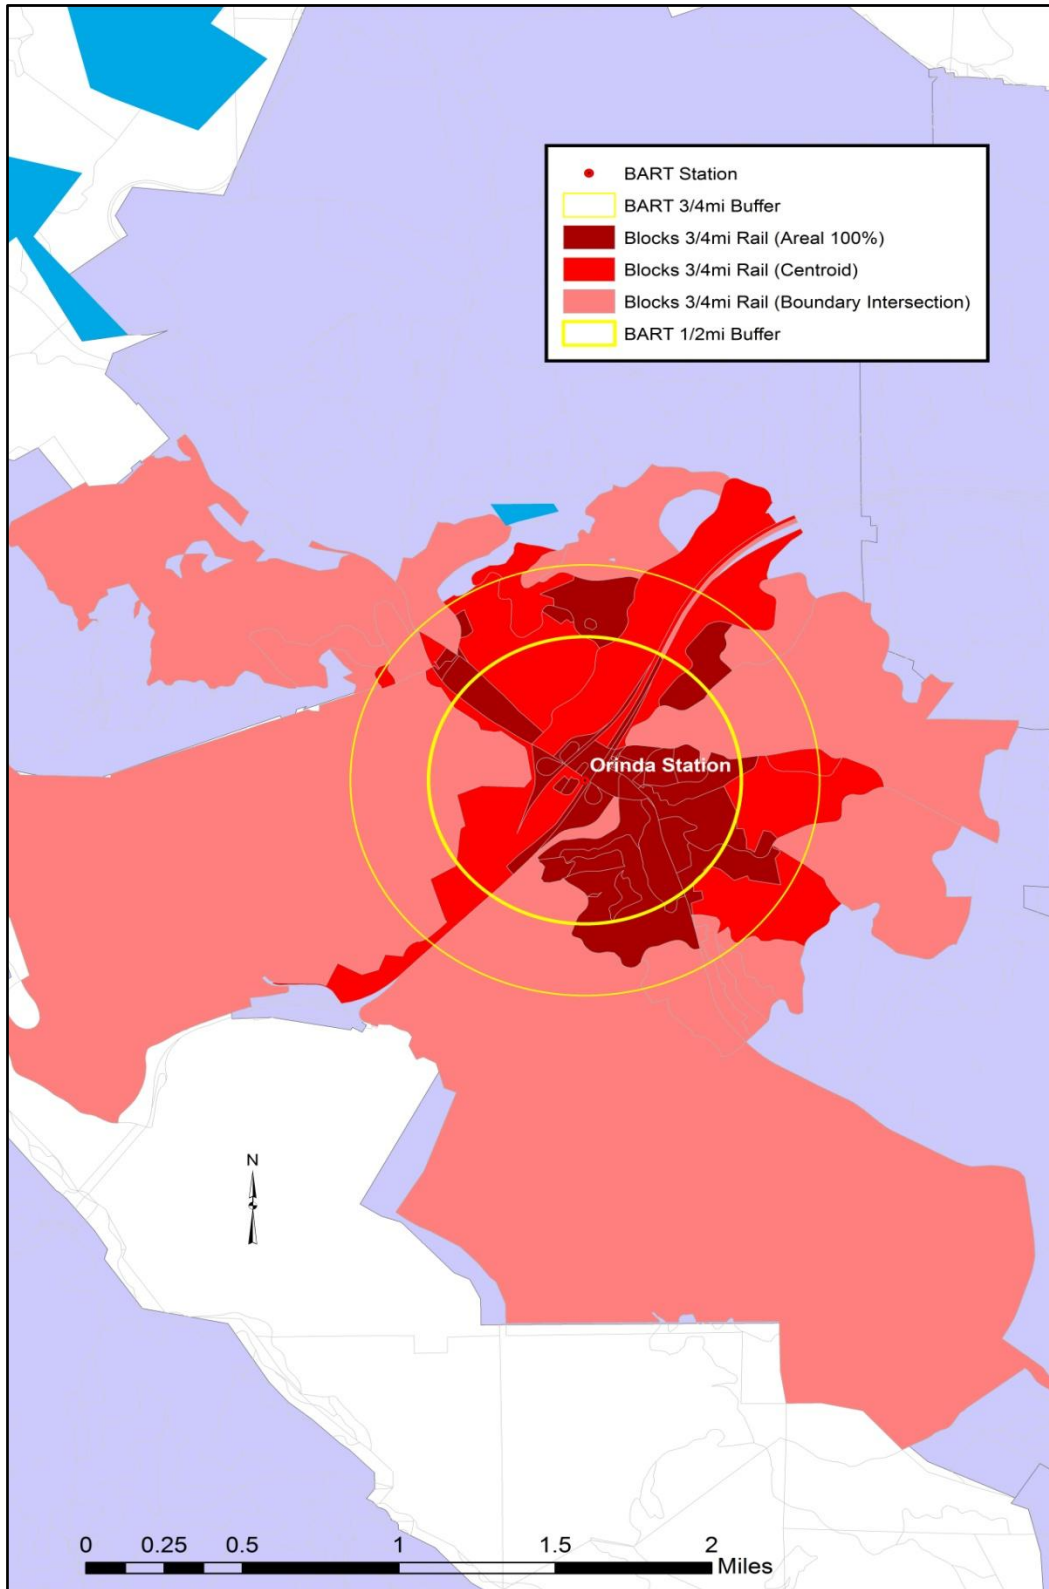 BART Station
BART 3/4mi Buffer
Blocks 3/4mi Rail (Areal 100%)
Blocks 3/4mi Rail (Centroid)
Blocks 3/4mi Rail (Boundary Intersection)
BART 1/2mi Buffer
Orinda Station
N
0 0.25 0.5 1 1.5 2
Miles